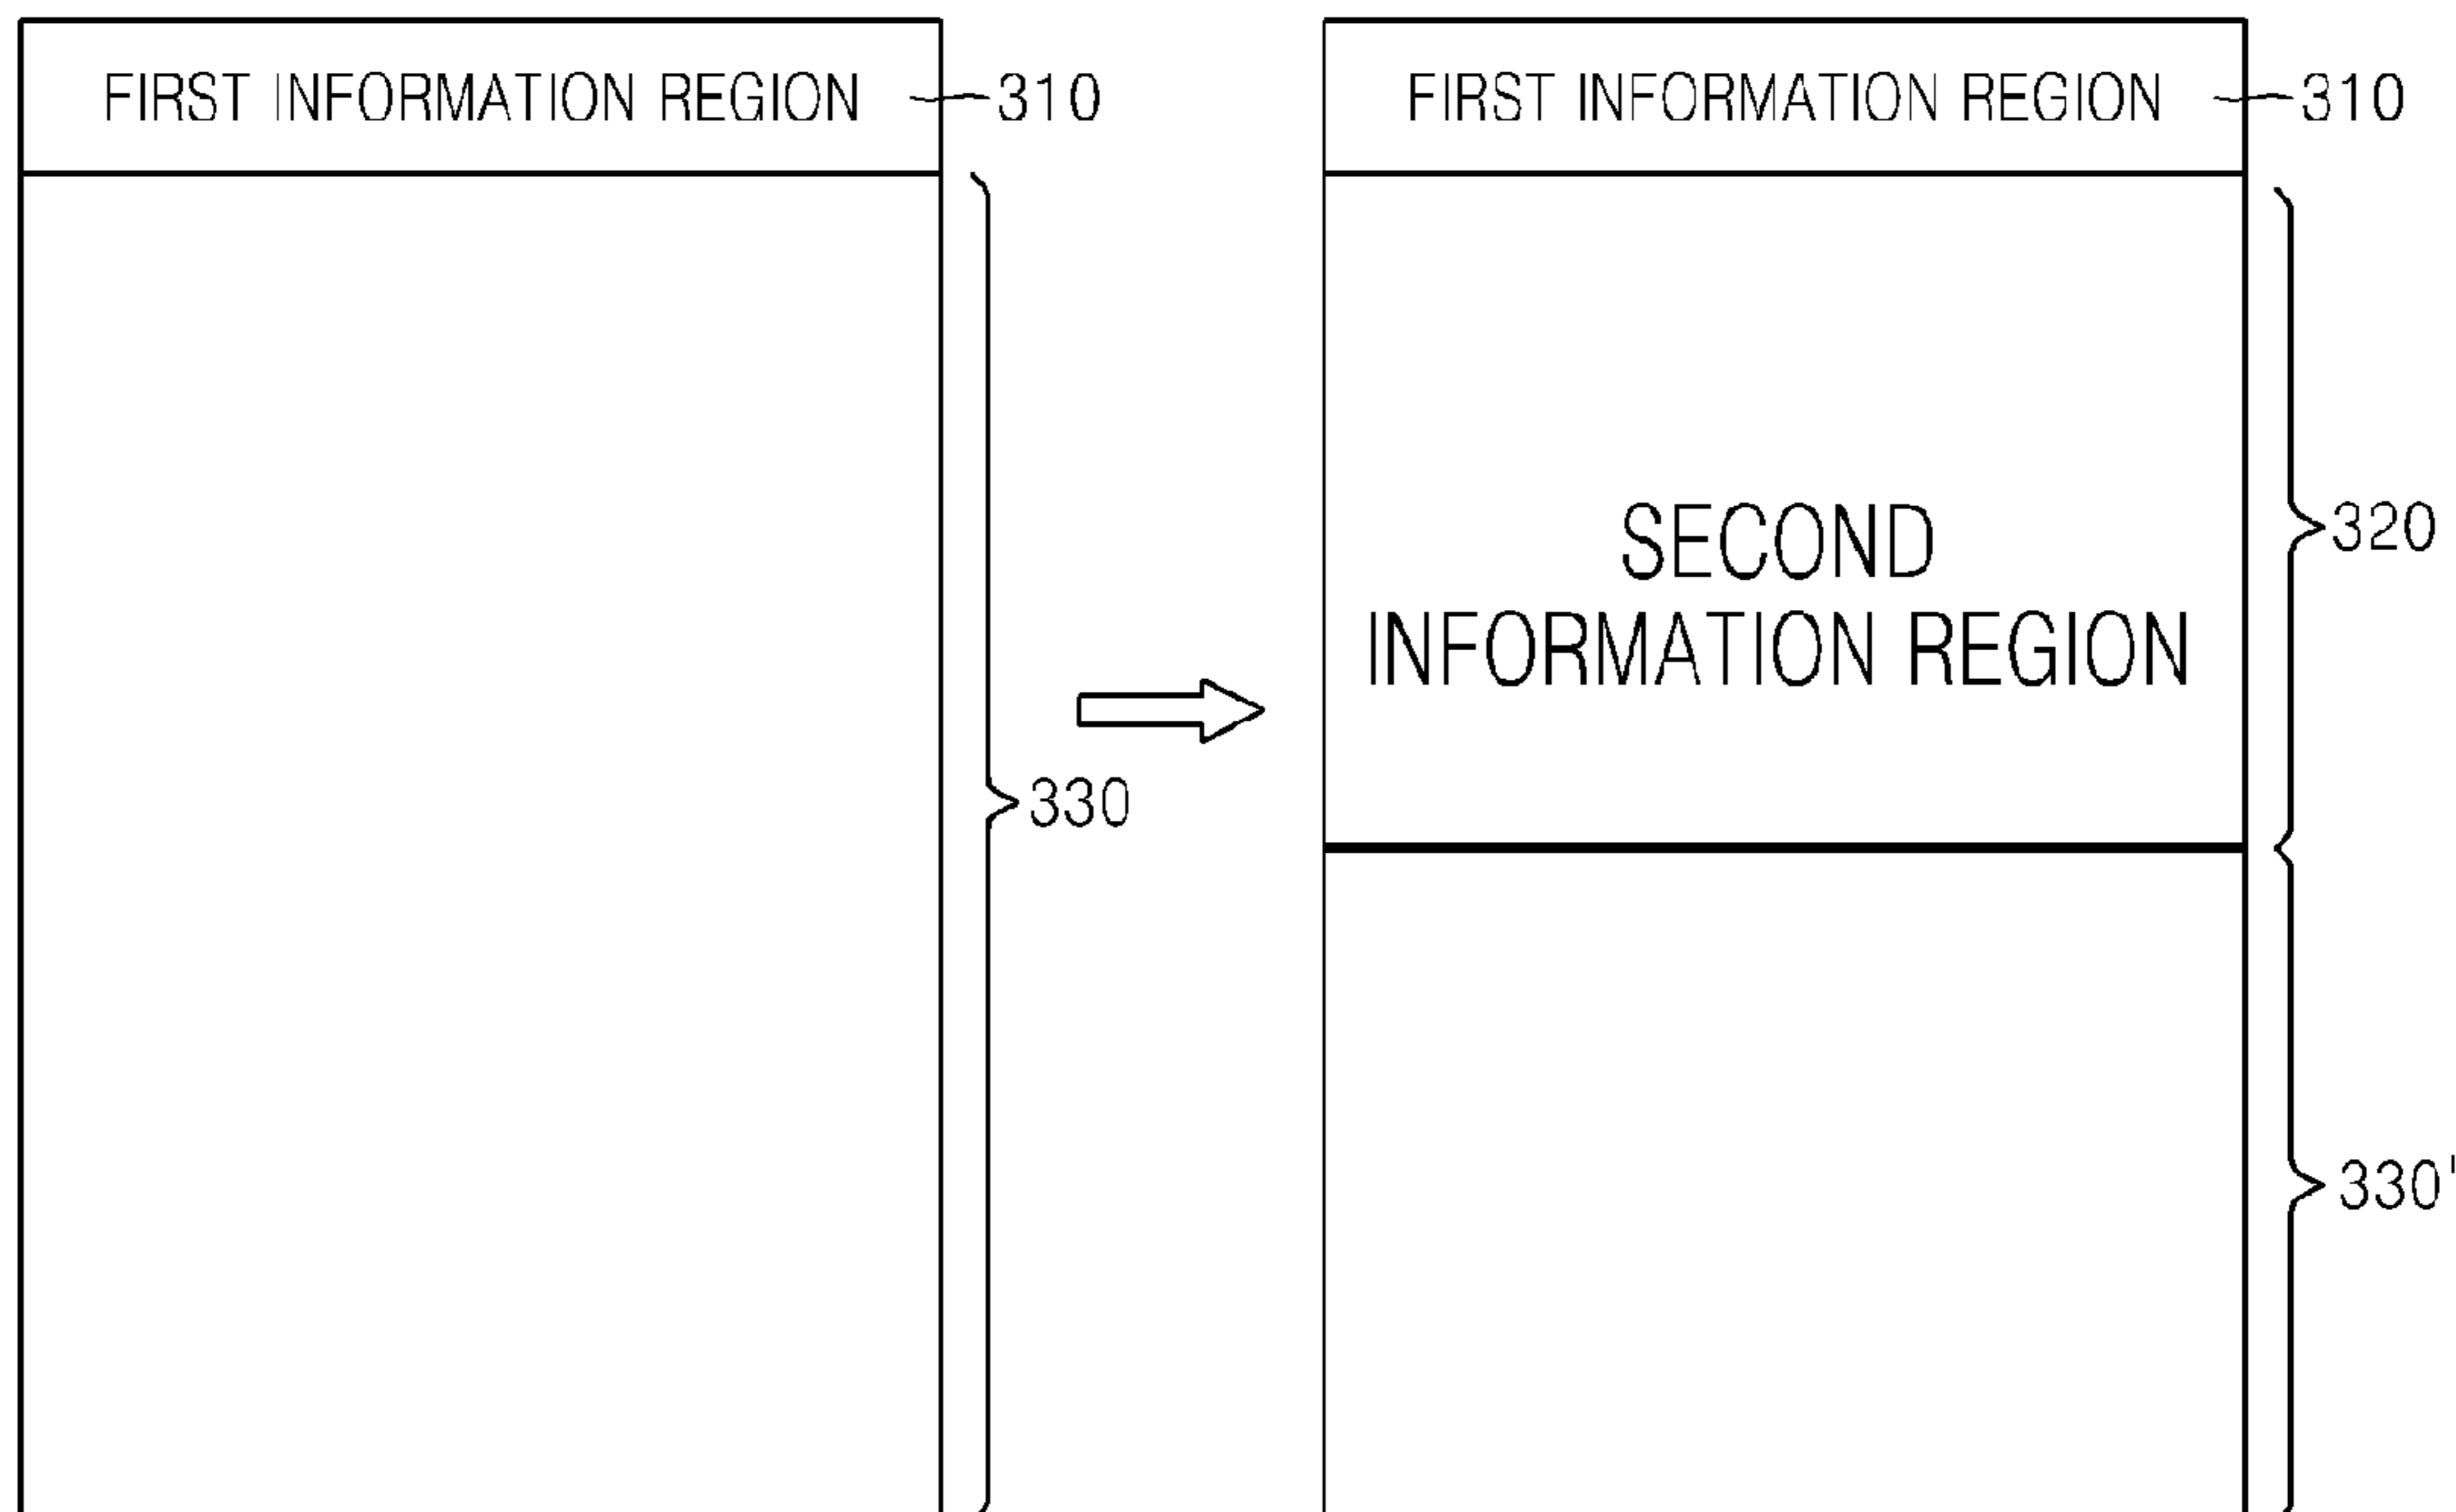 FIRST INFORMATION REGION 310
330
FIRST INFORMATION REGION 310
SECOND
INFORMATION REGION
320
330'